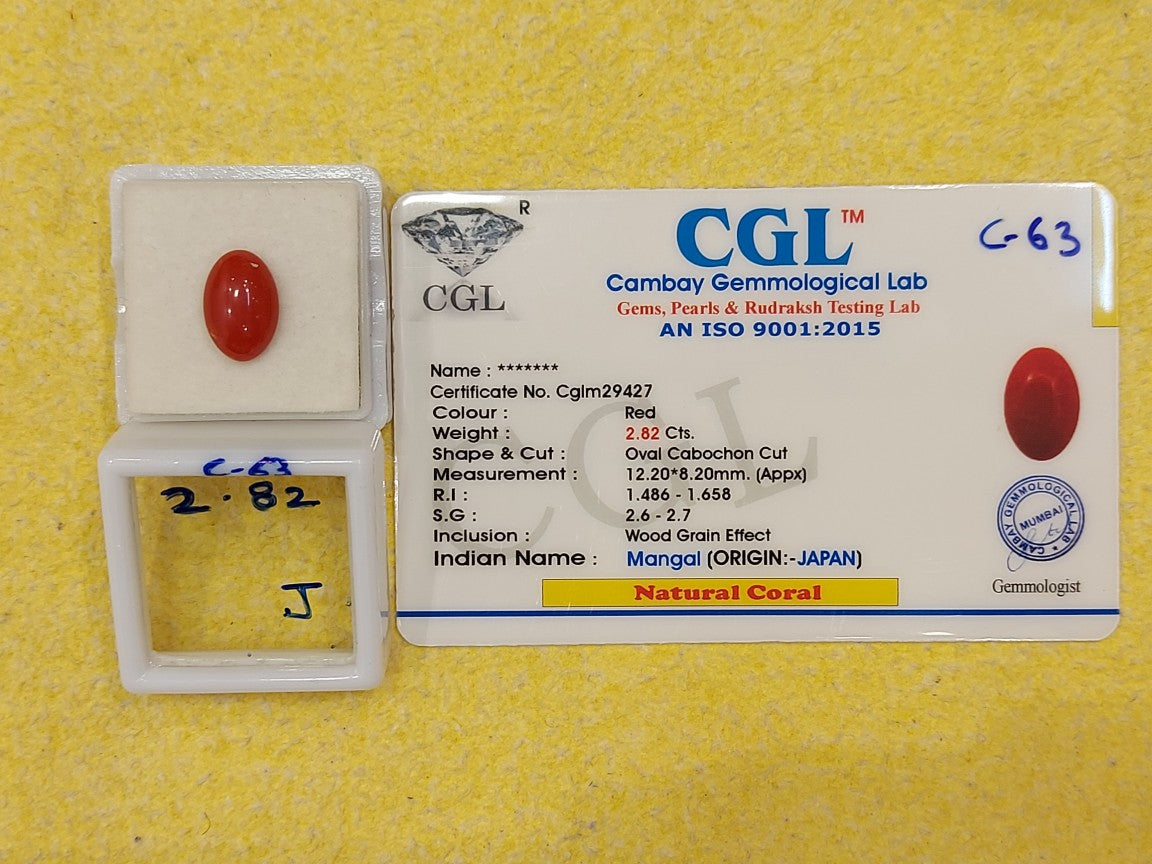 C-63
2.82
J
R
CGL
CGL™
Cambay Gemmological Lab
Gems, Pearls & Rudraksh Testing Lab
AN ISO 9001:2015
C-63
Name : *******
Certificate No. Cglm29427
Colour : Red
Weight : 2.82 Cts.
Shape & Cut : Oval Cabochon Cut
Measurement : 12.20*8.20mm. (Appx)
R.I : 1.486 - 1.658
S.G : 2.6 - 2.7
Inclusion : Wood Grain Effect
Indian Name : Mangal (ORIGIN:-JAPAN)
Natural Coral
CGL
CAMBAY GEMMOLOGICAL LAB
MUMBAI
Gemmologist